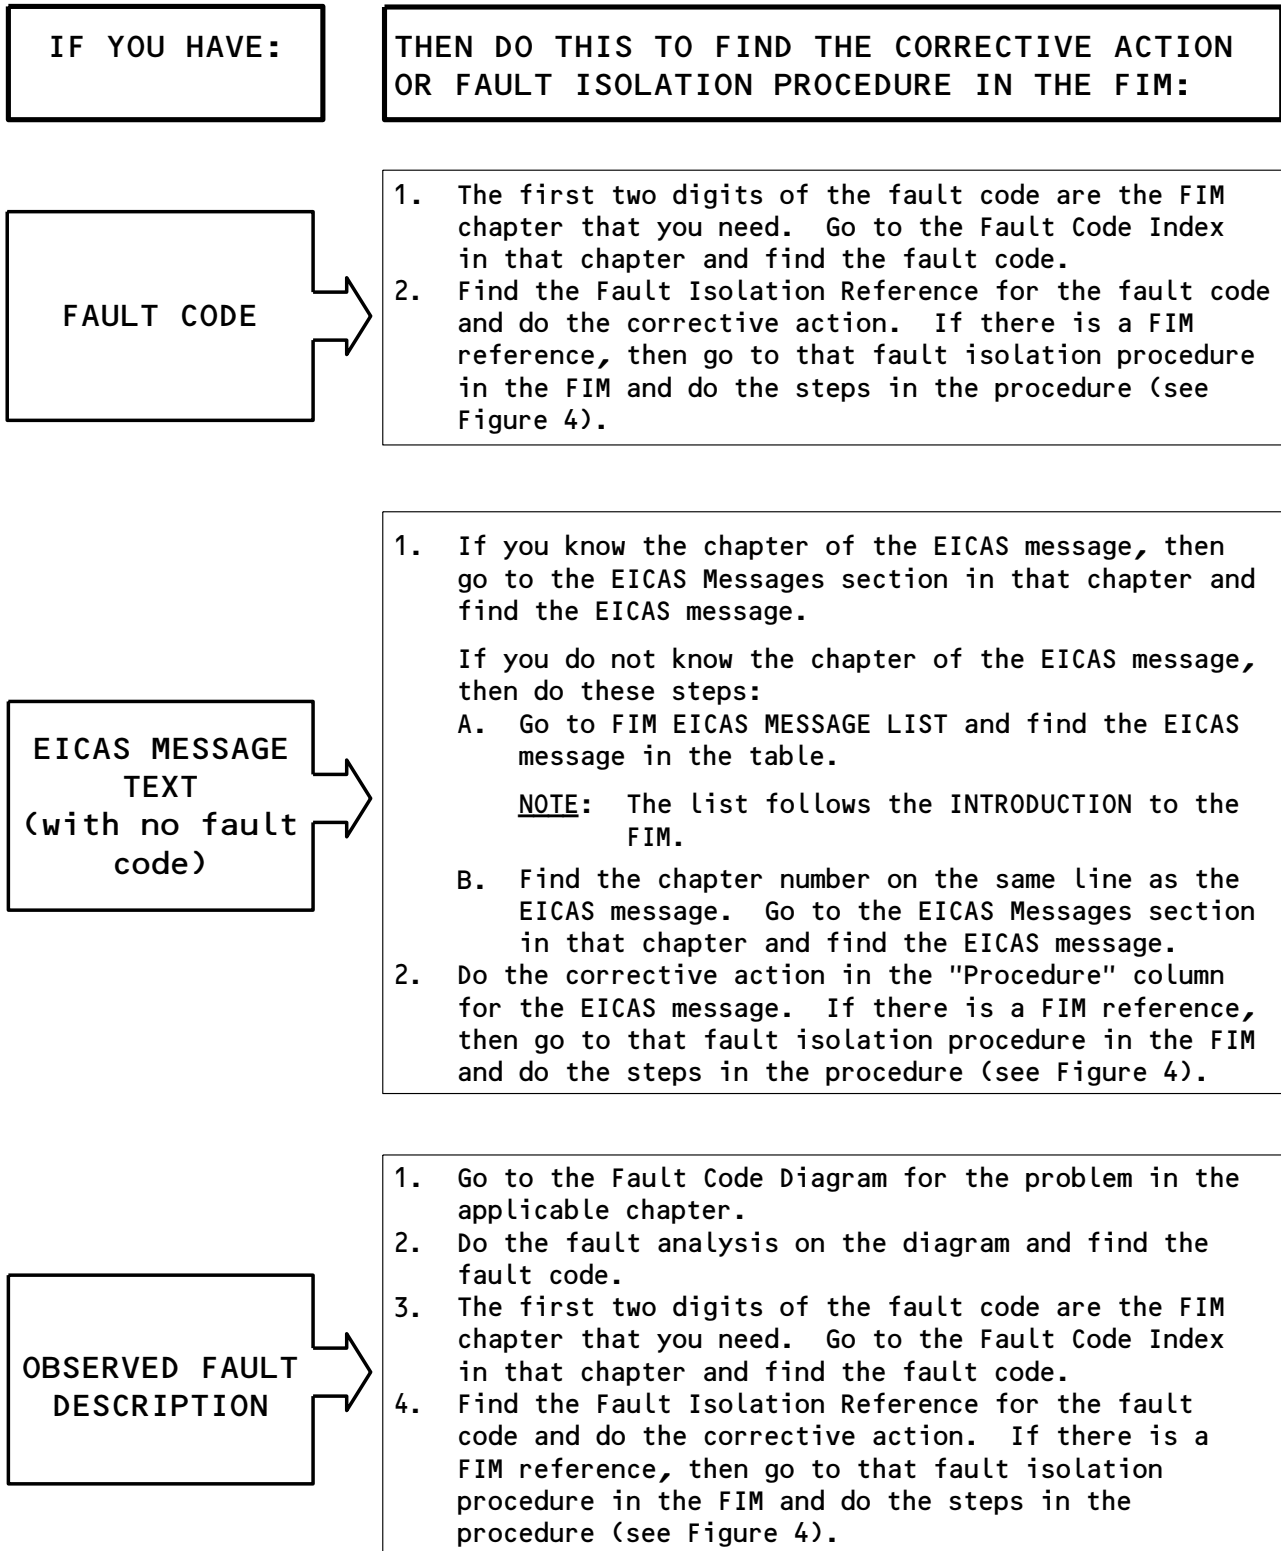 IF YOU HAVE:
THEN DO THIS TO FIND THE CORRECTIVE ACTION
OR FAULT ISOLATION PROCEDURE IN THE FIM:
FAULT CODE
1. The first two digits of the fault code are the FIM
chapter that you need. Go to the Fault Code Index
in that chapter and find the fault code.
2. Find the Fault Isolation Reference for the fault code
and do the corrective action. If there is a FIM
reference, then go to that fault isolation procedure
in the FIM and do the steps in the procedure (see
Figure 4).
EICAS MESSAGE
TEXT
(with no fault
code)
1. If you know the chapter of the EICAS message, then
go to the EICAS Messages section in that chapter and
find the EICAS message.
If you do not know the chapter of the EICAS message,
then do these steps:
A. Go to FIM EICAS MESSAGE LIST and find the EICAS
message in the table.
NOTE: The list follows the INTRODUCTION to the
FIM.
B. Find the chapter number on the same line as the
EICAS message. Go to the EICAS Messages section
in that chapter and find the EICAS message.
2. Do the corrective action in the "Procedure" column
for the EICAS message. If there is a FIM reference,
then go to that fault isolation procedure in the FIM
and do the steps in the procedure (see Figure 4).
OBSERVED FAULT
DESCRIPTION
1. Go to the Fault Code Diagram for the problem in the
applicable chapter.
2. Do the fault analysis on the diagram and find the
fault code.
3. The first two digits of the fault code are the FIM
chapter that you need. Go to the Fault Code Index
in that chapter and find the fault code.
4. Find the Fault Isolation Reference for the fault
code and do the corrective action. If there is a
FIM reference, then go to that fault isolation
procedure in the FIM and do the steps in the
procedure (see Figure 4).